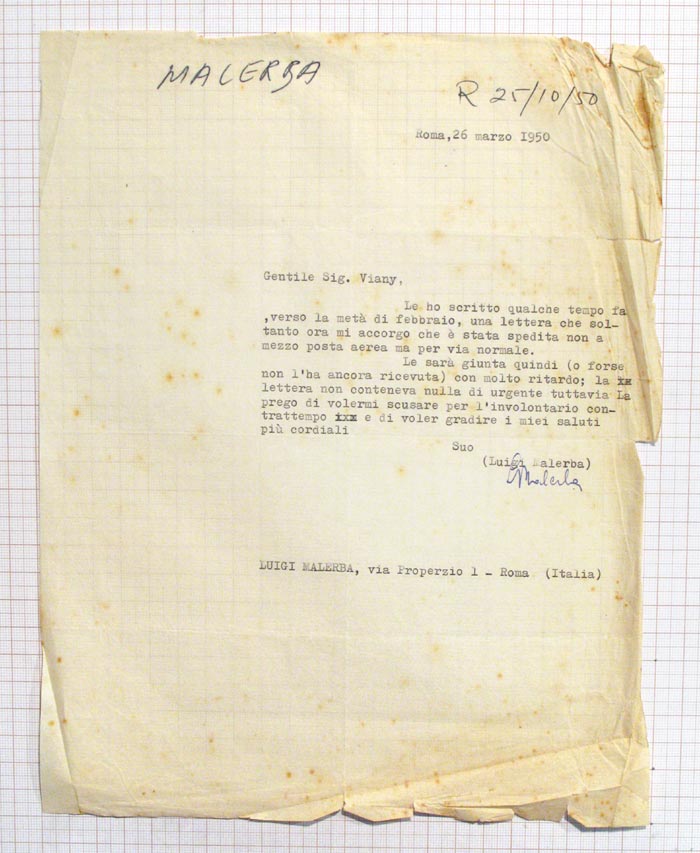 MALERBA
R 25/10/50
Roma,26 marzo 1950
Gentile Sig. Viany,
Le ho scritto qualche tempo fa
,verso la metà di febbraio, una lettera che sol-
tanto ora mi accorgo che è stata spedita non a
mezzo posta aerea ma per via normale.
Le sarà giunta quindi (o forse
non l'ha ancora ricevuta) con molto ritardo; la xx
lettera non conteneva nulla di urgente tuttavia La
prego di volermi scusare per l'involontario con-
trattempo xxx e di voler gradire i miei saluti
più cordiali
Suo
(Luigi Malerba)
LMalerba
LUIGI MALERBA, via Properzio 1 - Roma (Italia)